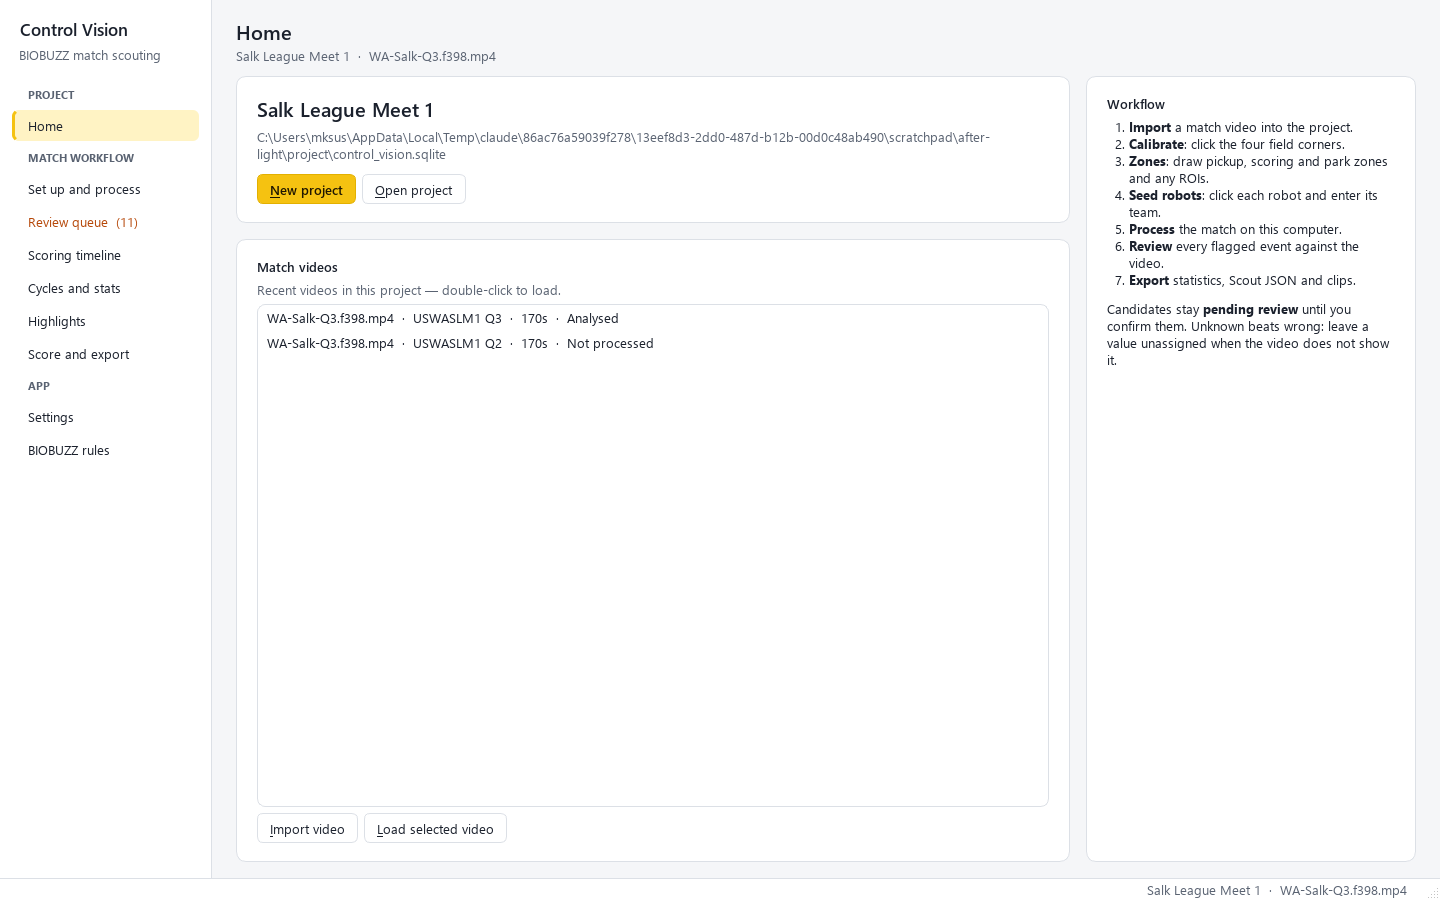 Control Vision
BIOBUZZ match scouting
PROJECT
Home
MATCH WORKFLOW
Set up and process
Review queue (11)
Scoring timeline
Cycles and stats
Highlights
Score and export
APP
Settings
BIOBUZZ rules
Home
Salk League Meet 1 · WA-Salk-Q3.f398.mp4
Salk League Meet 1
C:\Users\mksus\AppData\Local\Temp\claude\86ac76a59039f278\13eef8d3-2dd0-487d-b12b-00d0c48ab490\scratchpad\after-
light\project\control_vision.sqlite
New project
Open project
Match videos
Recent videos in this project — double-click to load.
WA-Salk-Q3.f398.mp4 · USWASLM1 Q3 · 170s · Analysed
WA-Salk-Q3.f398.mp4 · USWASLM1 Q2 · 170s · Not processed
Import video
Load selected video
Workflow
1. Import a match video into the project.
2. Calibrate: click the four field corners.
3. Zones: draw pickup, scoring and park zones
and any ROIs.
4. Seed robots: click each robot and enter its
team.
5. Process the match on this computer.
6. Review every flagged event against the
video.
7. Export statistics, Scout JSON and clips.
Candidates stay pending review until you
confirm them. Unknown beats wrong: leave a
value unassigned when the video does not show
it.
Salk League Meet 1 · WA-Salk-Q3.f398.mp4